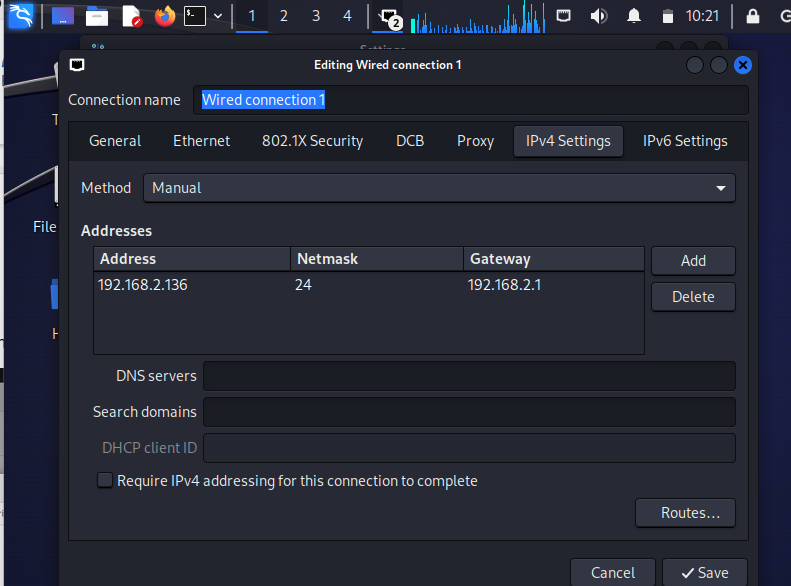 1 2 3 4 2 10:21
Settings
Editing Wired connection 1
Connection name Wired connection 1
General Ethernet 802.1X Security DCB Proxy IPv4 Settings IPv6 Settings
Method Manual
Addresses
Address Netmask Gateway
Add
192.168.2.136 24 192.168.2.1
Delete
File
H
DNS servers
Search domains
DHCP client ID
Require IPv4 addressing for this connection to complete
Routes...
Cancel Save